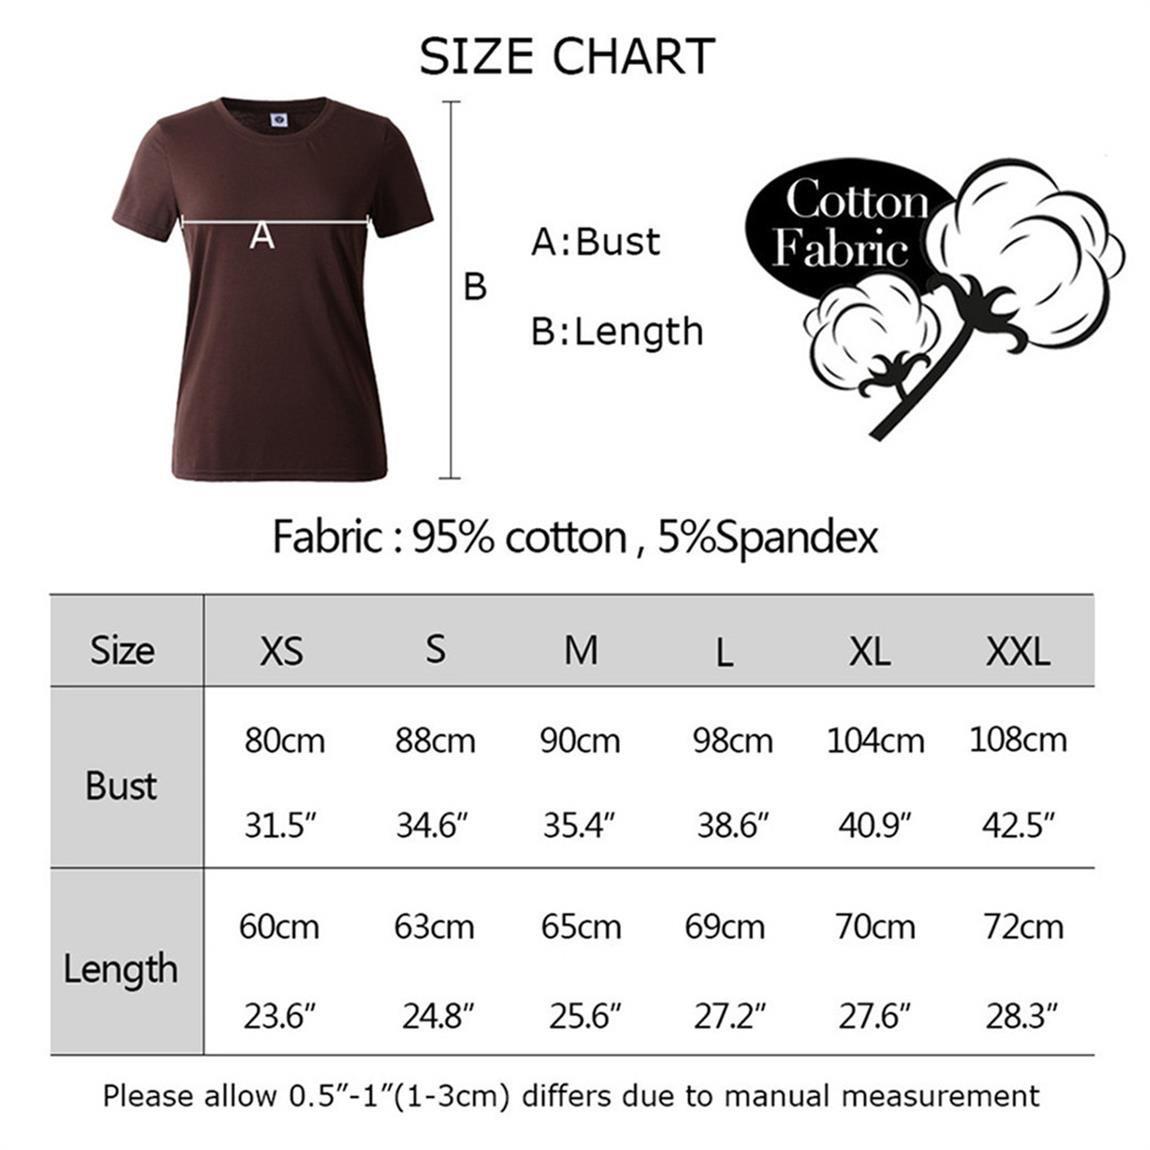 SIZE CHART
A
B
A:Bust
B:Length
Cotton
Fabric
Fabric : 95% cotton , 5%Spandex
Size XS S M L XL XXL
Bust
80cm 88cm 90cm 98cm 104cm 108cm
31.5″ 34.6″ 35.4″ 38.6″ 40.9″ 42.5″
Length
60cm 63cm 65cm 69cm 70cm 72cm
23.6″ 24.8″ 25.6″ 27.2″ 27.6″ 28.3″
Please allow 0.5″-1″(1-3cm) differs due to manual measurement